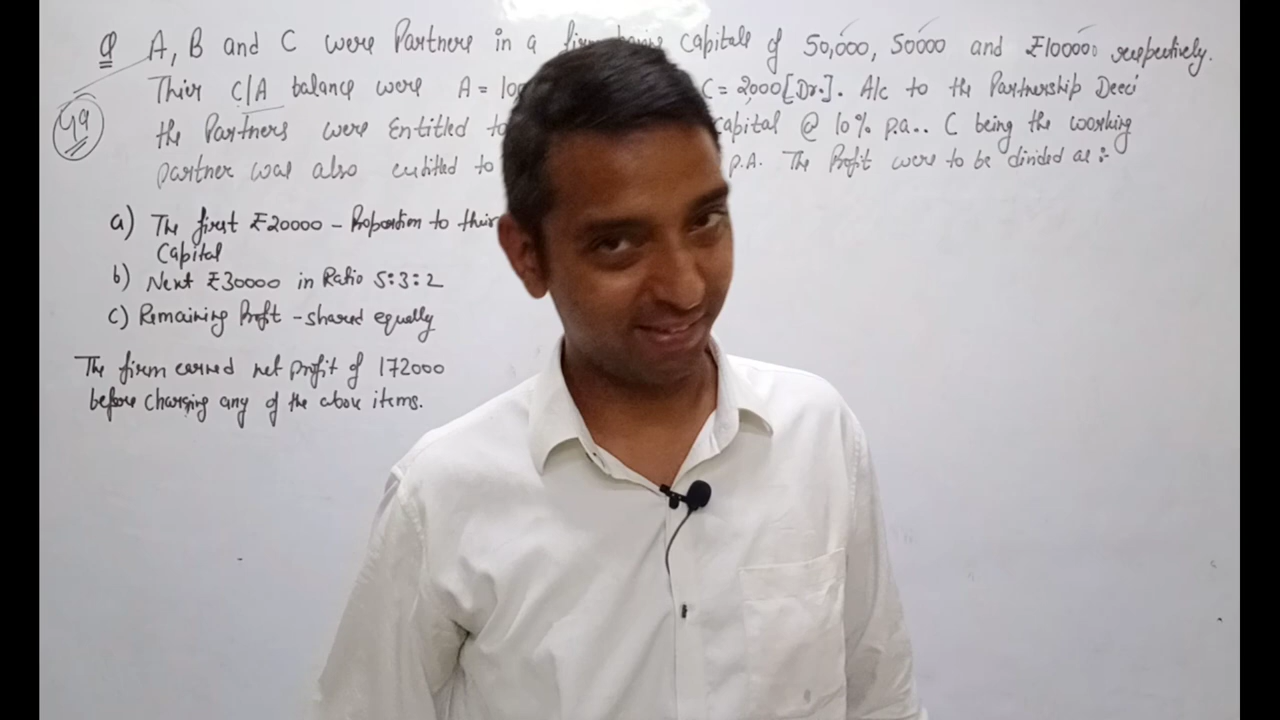 Q A, B and C were Partners in a capitals of 50,000, 50000 and ₹100000 respectively.
Thier C/A balance were A = C = 2000 [Dr.]. A/c to the Partnership Deed
49 the Partners were Entitled to capital @ 10% p.a.. C being the working
partner was also entitled to P.A. The Profit were to be divided as :-
a) The first ₹20000 - Proportion to their
Capital
b) Next ₹30000 in Ratio 5:3:2
c) Remaining Profit - shared equally
The firm earned net profit of 172000
before charging any of the above items.